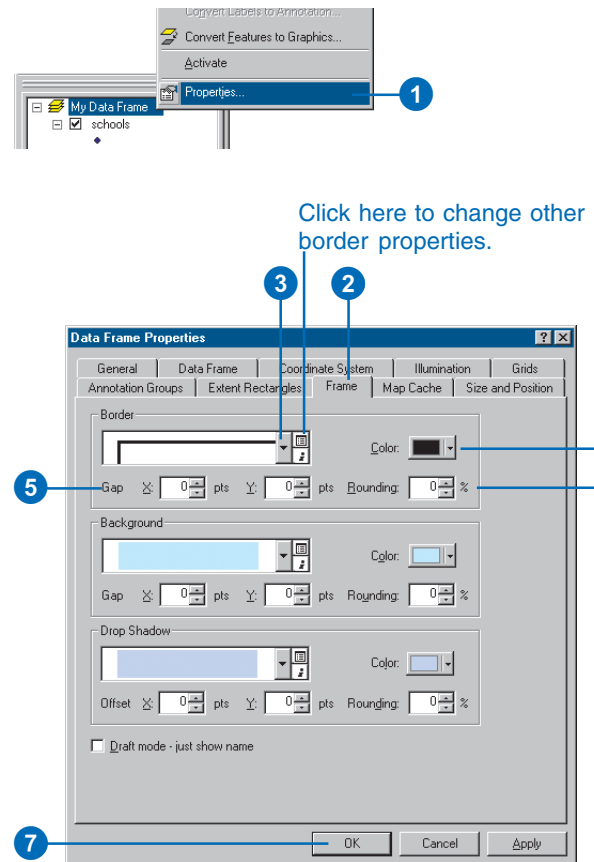 Convert Labels to Annotation...
Convert Features to Graphics...
Activate
Properties...
1
My Data Frame
schools
Click here to change other
border properties.
3
2
Data Frame Properties
General Data Frame Coordinate System Illumination Grids
Annotation Groups Extent Rectangles Frame Map Cache Size and Position
Border
Color:
5
Gap X: 0 pts Y: 0 pts Rounding: 0 %
Background
Color:
Gap X: 0 pts Y: 0 pts Rounding: 0 %
Drop Shadow
Color:
Offset X: 0 pts Y: 0 pts Rounding: 0 %
Draft mode - just show name
7
OK Cancel Apply